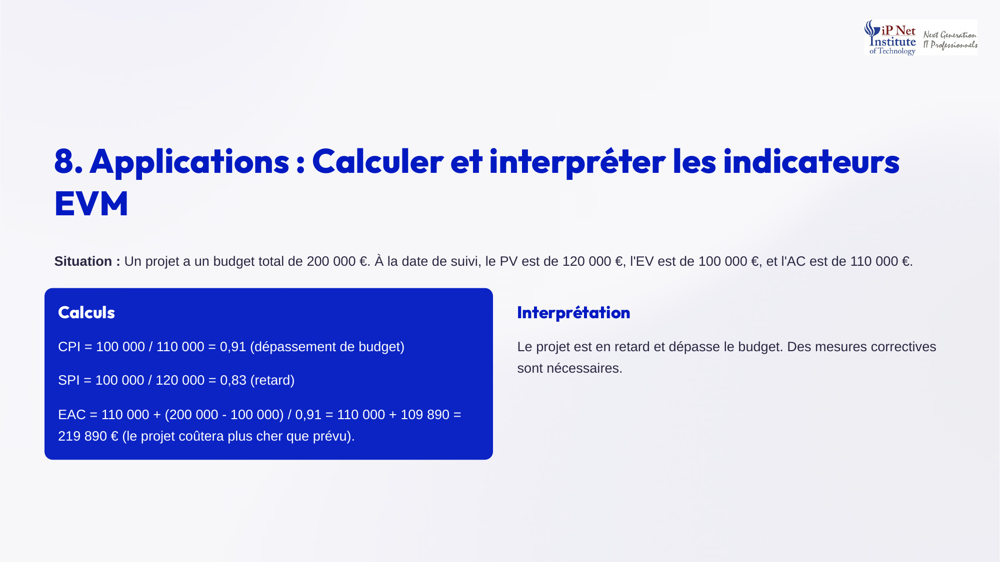 iP Net
Institute
of Technology
Next Generation
IT Professionnels
8. Applications : Calculer et interpréter les indicateurs
EVM
Situation : Un projet a un budget total de 200 000 €. À la date de suivi, le PV est de 120 000 €, l'EV est de 100 000 €, et l'AC est de 110 000 €.
Calculs
CPI = 100 000 / 110 000 = 0,91 (dépassement de budget)
SPI = 100 000 / 120 000 = 0,83 (retard)
EAC = 110 000 + (200 000 - 100 000) / 0,91 = 110 000 + 109 890 =
219 890 € (le projet coûtera plus cher que prévu).
Interprétation
Le projet est en retard et dépasse le budget. Des mesures correctives
sont nécessaires.